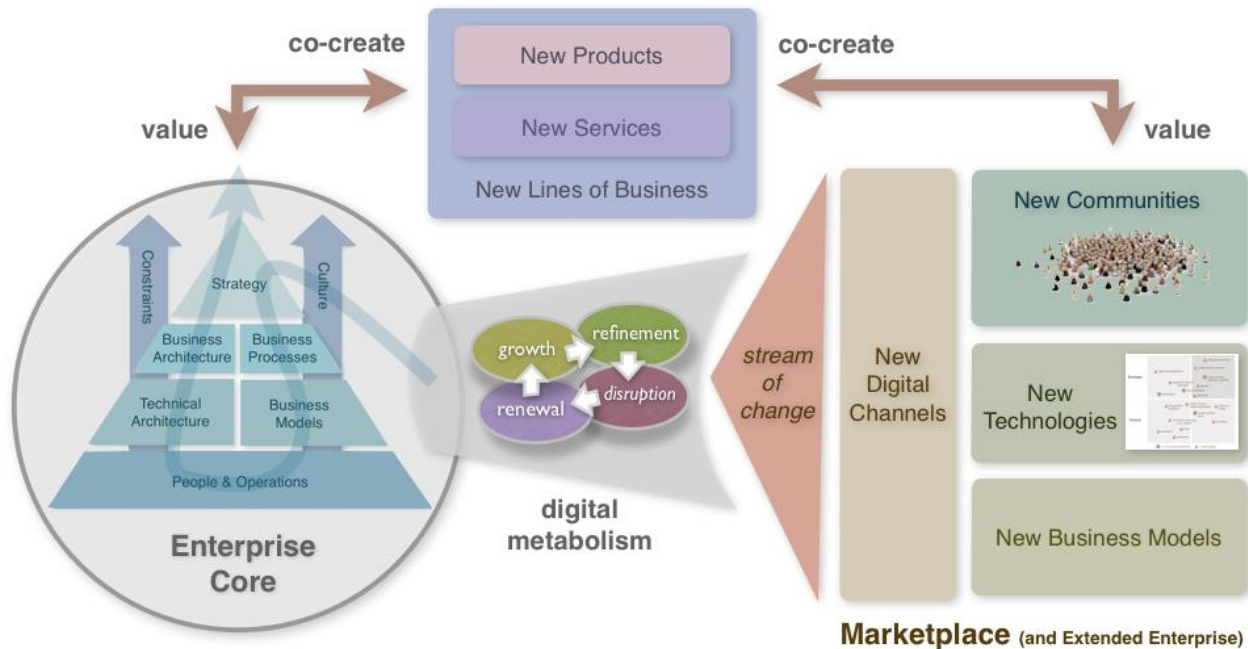 co-create
value
New Products
New Services
New Lines of Business
co-create
value
Constraints
Culture
Strategy
Business
Architecture
Business
Processes
Technical
Architecture
Business
Models
People & Operations
Enterprise
Core
growth
refinement
disruption
renewal
digital
metabolism
stream
of
change
New
Digital
Channels
New Communities
New
Technologies
New Business Models
Marketplace (and Extended Enterprise)